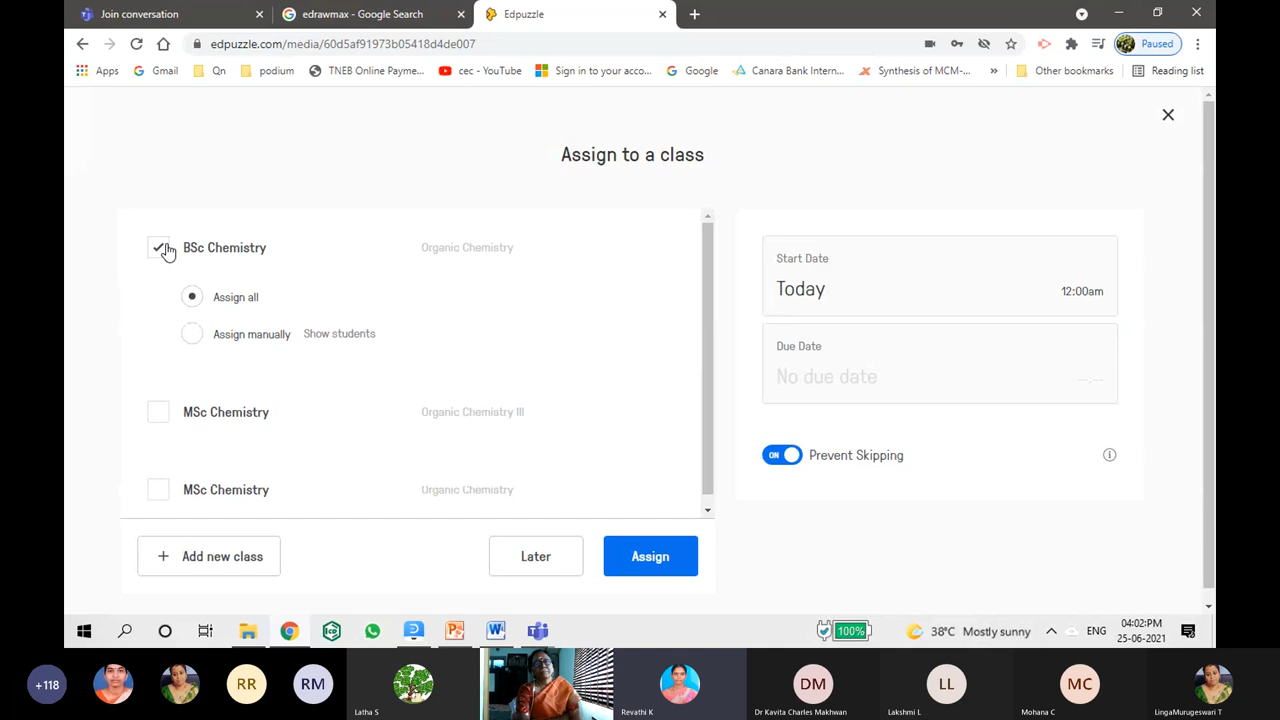 Join conversation
edrawmax - Google Search
Edpuzzle
edpuzzle.com/media/60d5af91973b05418d4de007
Paused
Apps
Gmail
Qn
podium
TNEB Online Payme...
cec - YouTube
Sign in to your acco...
Google
Canara Bank Intern...
Synthesis of MCM-...
»
Other bookmarks
Reading list
Assign to a class
BSc Chemistry
Organic Chemistry
Assign all
Assign manually
Show students
MSc Chemistry
Organic Chemistry III
MSc Chemistry
Organic Chemistry
Start Date
Today
12:00am
Due Date
No due date
--:--
ON
Prevent Skipping
+ Add new class
Later
Assign
100%
38°C Mostly sunny
ENG
04:02PM
25-06-2021
+118
RR
RM
Latha S
Revathi K
DM
Dr Kavita Charles Makhwan
LL
Lakshmi L
MC
Mohana C
LingaMurugeswari T